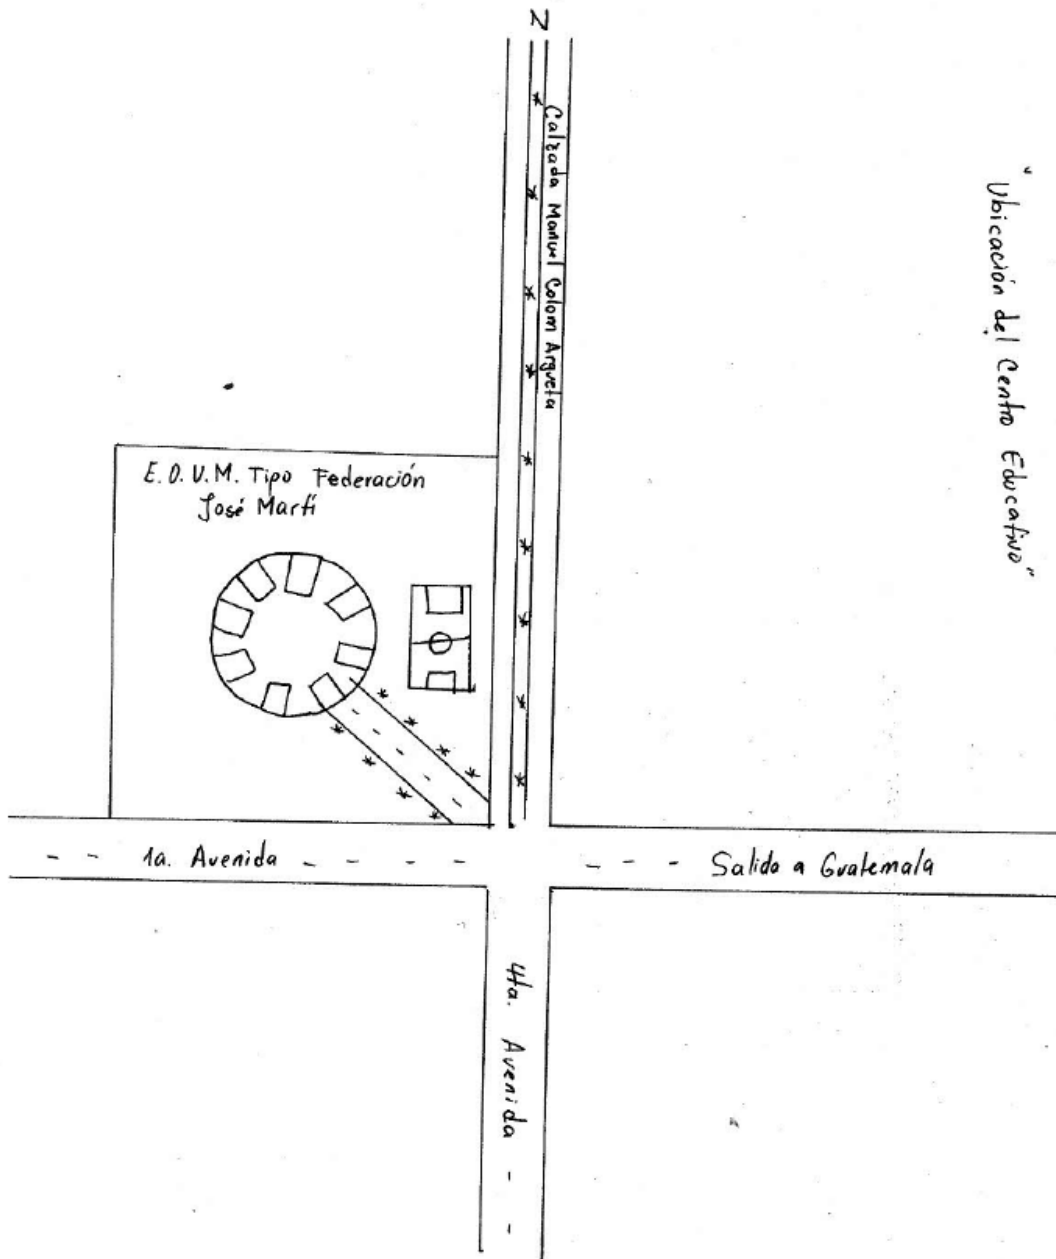 N
Calzada Manuel Colom Argueta
"Ubicación del Centro Educativo"
E.O.U.M. Tipo Federación
José Martí
1a. Avenida
Salida a Guatemala
4ta. Avenida